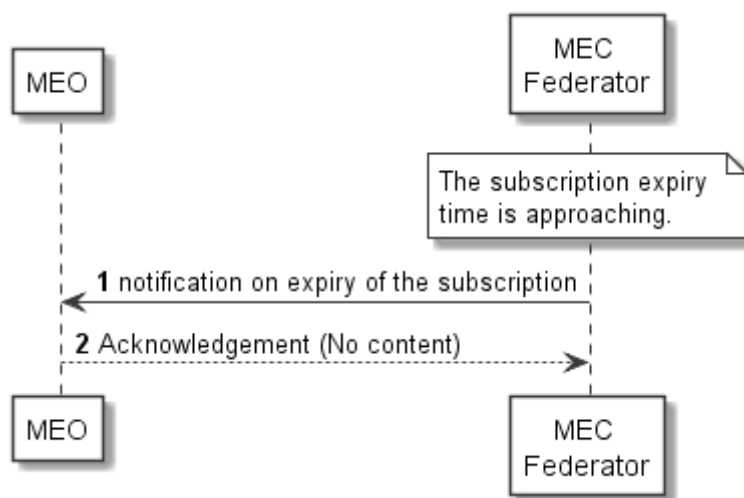 MEO
MEC
Federator
The subscription expiry
time is approaching.
1 notification on expiry of the subscription
2 Acknowledgement (No content)
MEO
MEC
Federator